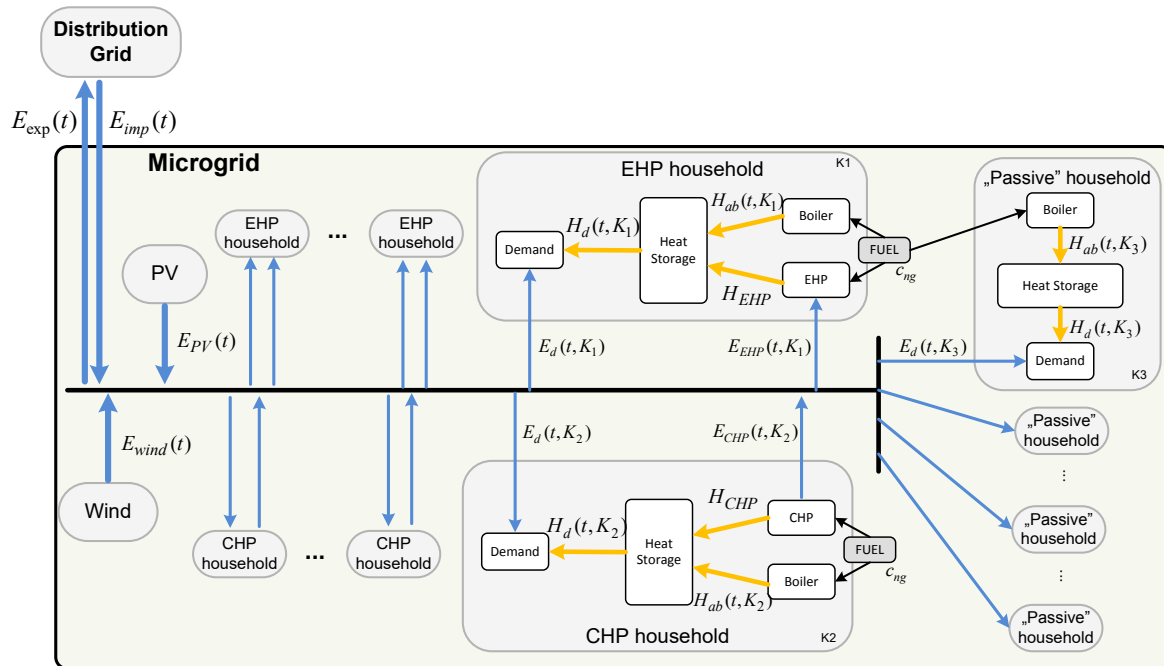 Distribution
Grid
E_exp(t)
E_imp(t)
Microgrid
EHP household
K1
„Passive" household
EHP
household
...
EHP
household
PV
E_PV(t)
H_ab(t, K_1)
Boiler
H_d(t, K_1)
Demand
Heat
Storage
FUEL
c_ng
EHP
H_EHP
Boiler
H_ab(t, K_3)
Heat Storage
H_d(t, K_3)
Demand
K3
E_d(t, K_1)
E_EHP(t, K_1)
E_d(t, K_3)
E_wind(t)
Wind
E_d(t, K_2)
E_CHP(t, K_2)
„Passive"
household
...
„Passive"
household
...
„Passive"
household
CHP
household
...
CHP
household
H_CHP
CHP
H_d(t, K_2)
Demand
Heat
Storage
FUEL
c_ng
Boiler
H_ab(t, K_2)
CHP household
K2